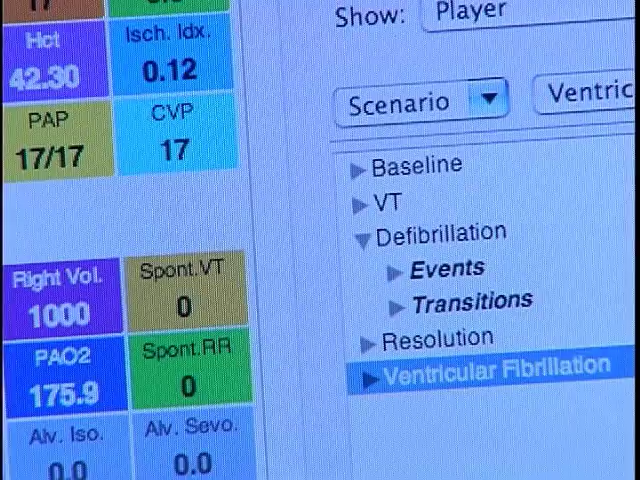 17
Hct
42.30
Isch. Idx.
0.12
PAP
17/17
CVP
17
Right Vol.
1000
Spont.VT
0
PAO2
175.9
Spont.RR
0
Alv. Iso.
0.0
Alv. Sevo.
0.0
Show: Player
Scenario Ventric
Baseline
VT
Defibrillation
Events
Transitions
Resolution
Ventricular Fibrillation